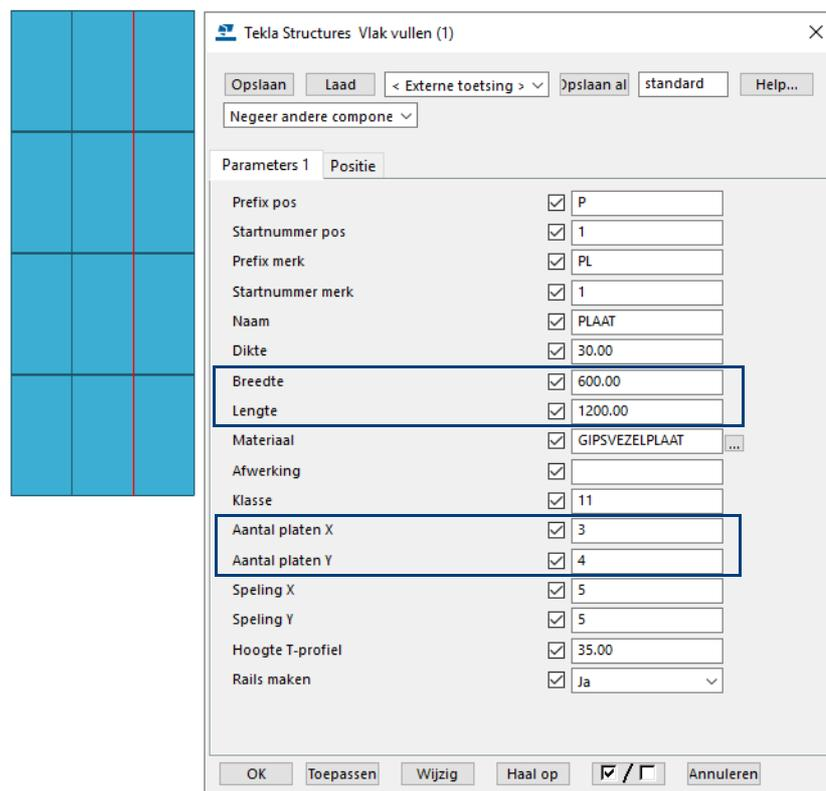 Tekla Structures Vlak vullen (1)
Opslaan Laad < Externe toetsing > Opslaan al standard Help...
Negeer andere compone
Parameters 1 Positie
Prefix pos P
Startnummer pos 1
Prefix merk PL
Startnummer merk 1
Naam PLAAT
Dikte 30.00
Breedte 600.00
Lengte 1200.00
Materiaal GIPSVEZELPLAAT ...
Afwerking
Klasse 11
Aantal platen X 3
Aantal platen Y 4
Speling X 5
Speling Y 5
Hoogte T-profiel 35.00
Rails maken Ja
OK Toepassen Wijzig Haal op / Annuleren